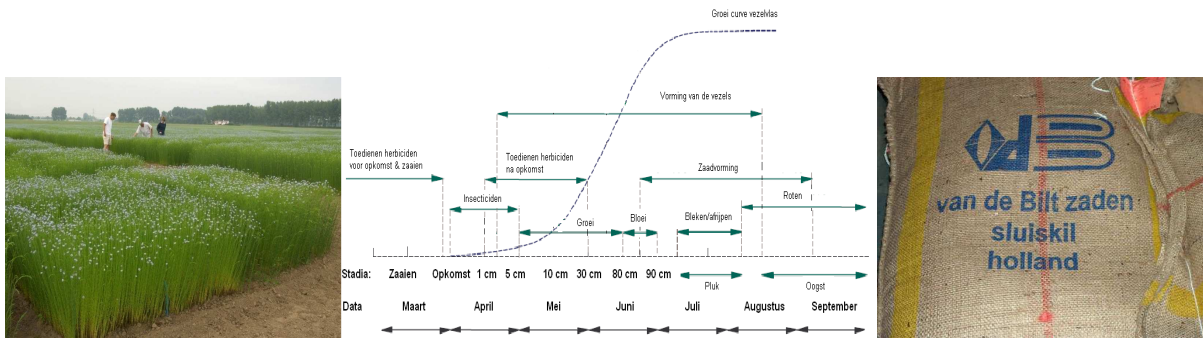 Groei curve vezelvlas
Vorming van de vezels
Toedienen herbiciden
voor opkomst & zaaien
Toedienen herbiciden
na opkomst
Zaadvorming
Insecticiden
Roten
Groei
Bloei
Bleken/afrijpen
Stadia: Zaaien Opkomst 1 cm 5 cm 10 cm 30 cm 80 cm 90 cm
Pluk
Oogst
Data Maart April Mei Juni Juli Augustus September
van de Bilt zaden
sluiskil
holland